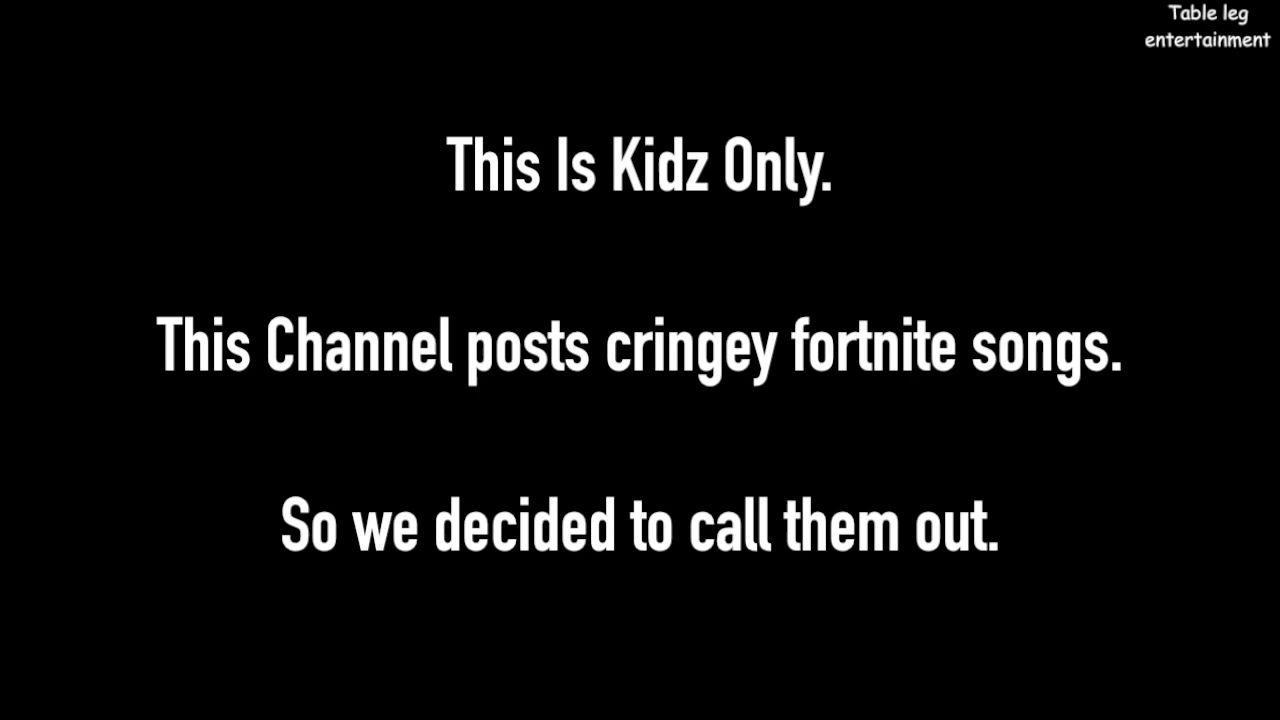 Table leg
entertainment
This Is Kidz Only.
This Channel posts cringey fortnite songs.
So we decided to call them out.